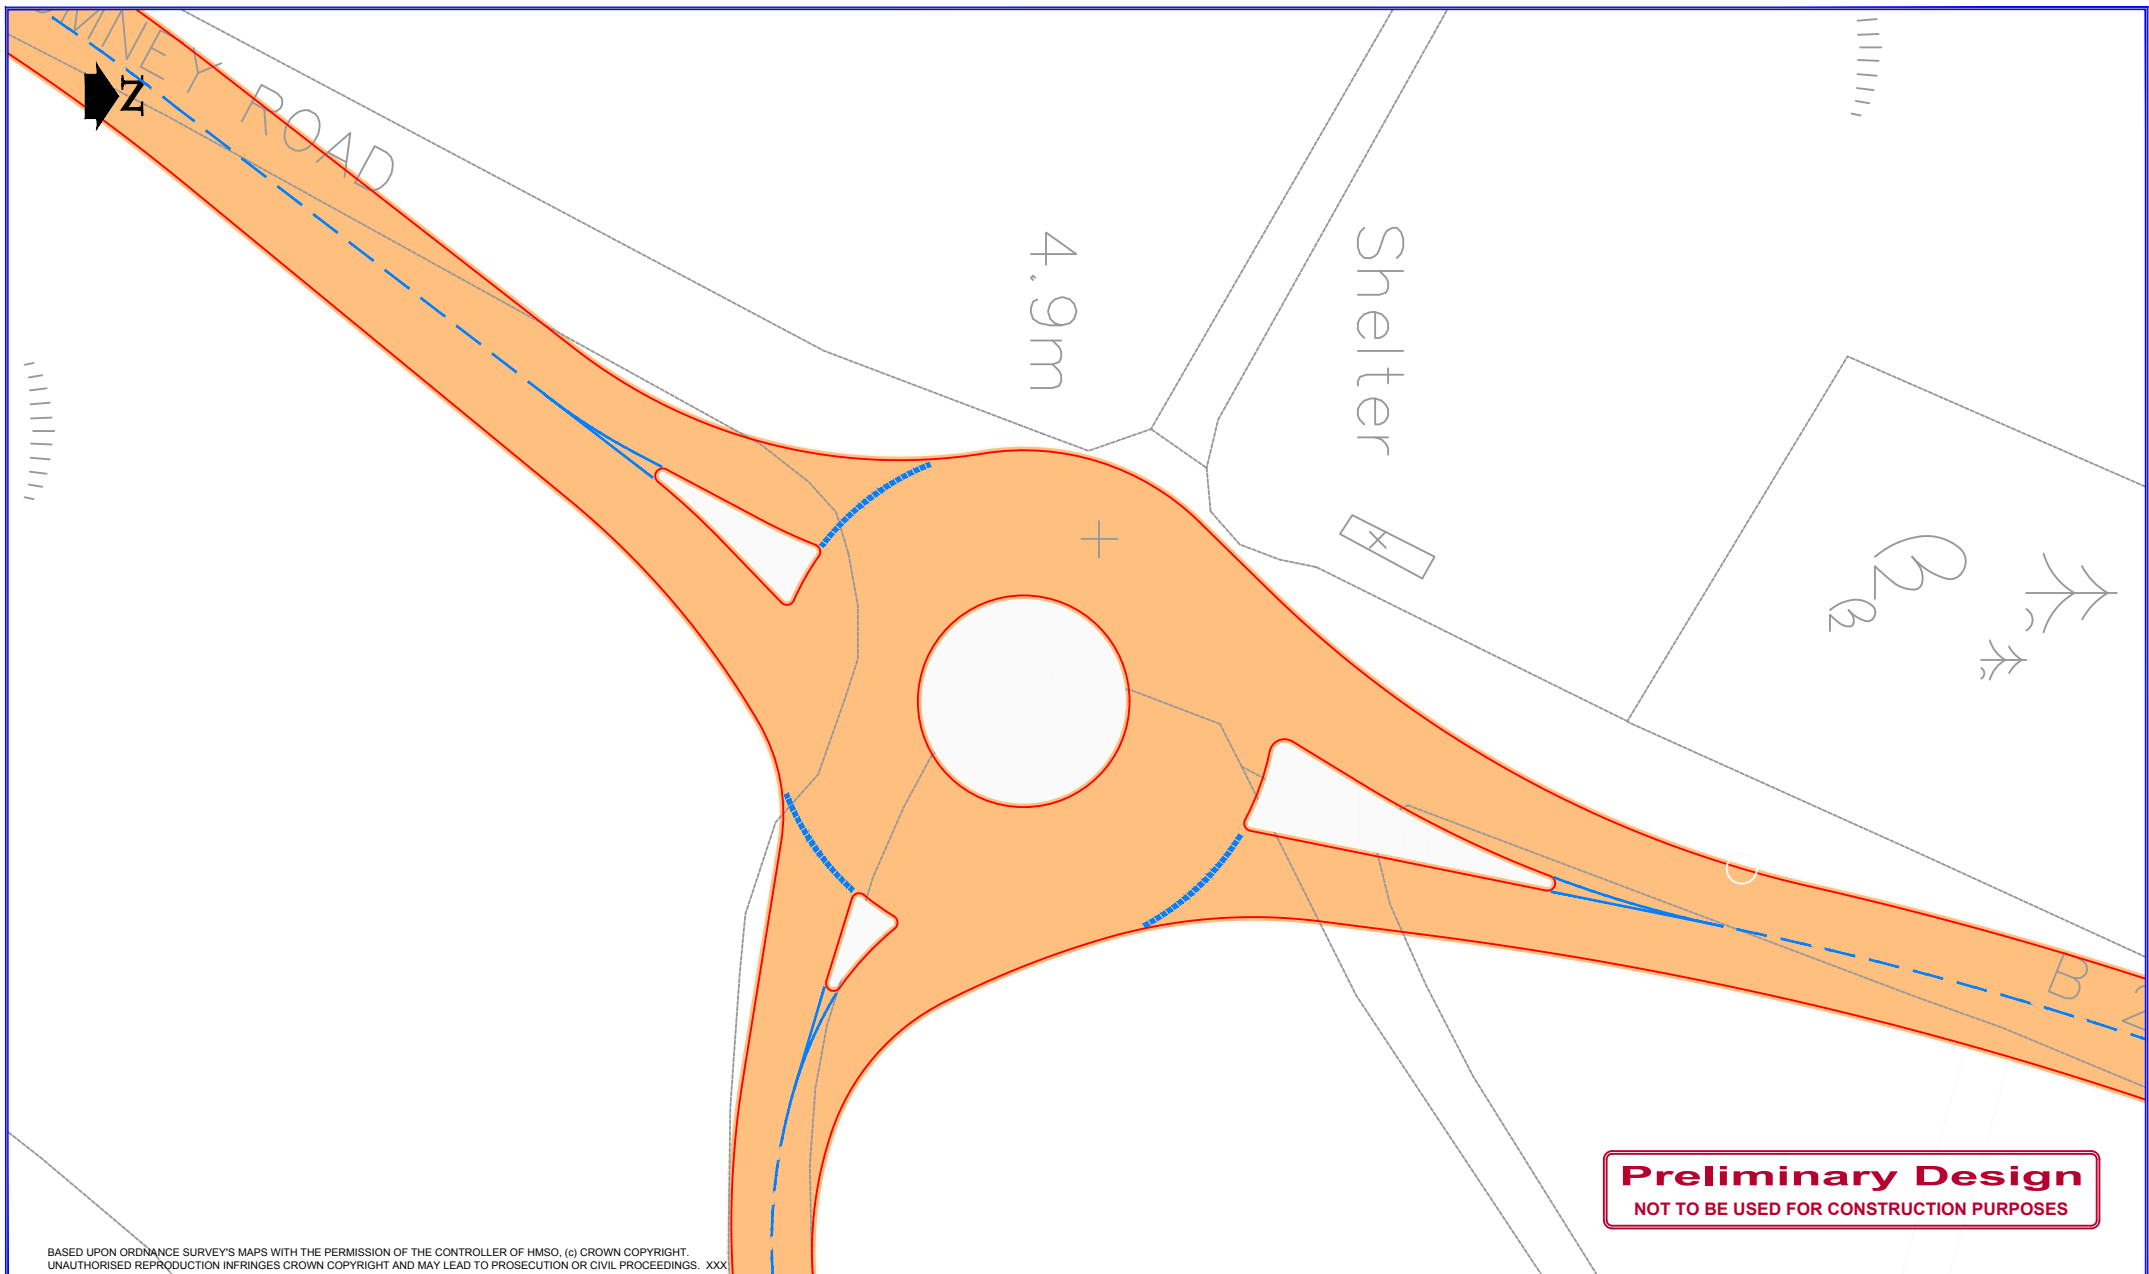 MNEY ROAD
Z
4.9m
Shelter
B 2
Preliminary Design
NOT TO BE USED FOR CONSTRUCTION PURPOSES
BASED UPON ORDNANCE SURVEY'S MAPS WITH THE PERMISSION OF THE CONTROLLER OF HMSO, (c) CROWN COPYRIGHT.
UNAUTHORISED REPRODUCTION INFRINGES CROWN COPYRIGHT AND MAY LEAD TO PROSECUTION OR CIVIL PROCEEDINGS. XXX